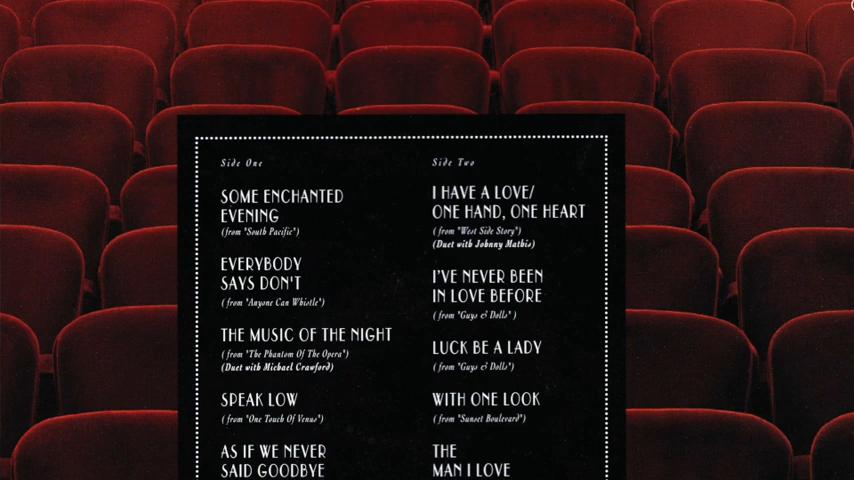 Side One
SOME ENCHANTED
EVENING
(from "South Pacific")
EVERYBODY
SAYS DON'T
(from "Anyone Can Whistle")
THE MUSIC OF THE NIGHT
(from "The Phantom Of The Opera")
(Duet with Michael Crawford)
SPEAK LOW
(from "One Touch Of Venus")
AS IF WE NEVER
SAID GOODBYE
Side Two
I HAVE A LOVE/
ONE HAND, ONE HEART
(from "West Side Story")
(Duet with Johnny Mathis)
I'VE NEVER BEEN
IN LOVE BEFORE
(from "Guys & Dolls")
LUCK BE A LADY
(from "Guys & Dolls")
WITH ONE LOOK
(from "Sunset Boulevard")
THE
MAN I LOVE